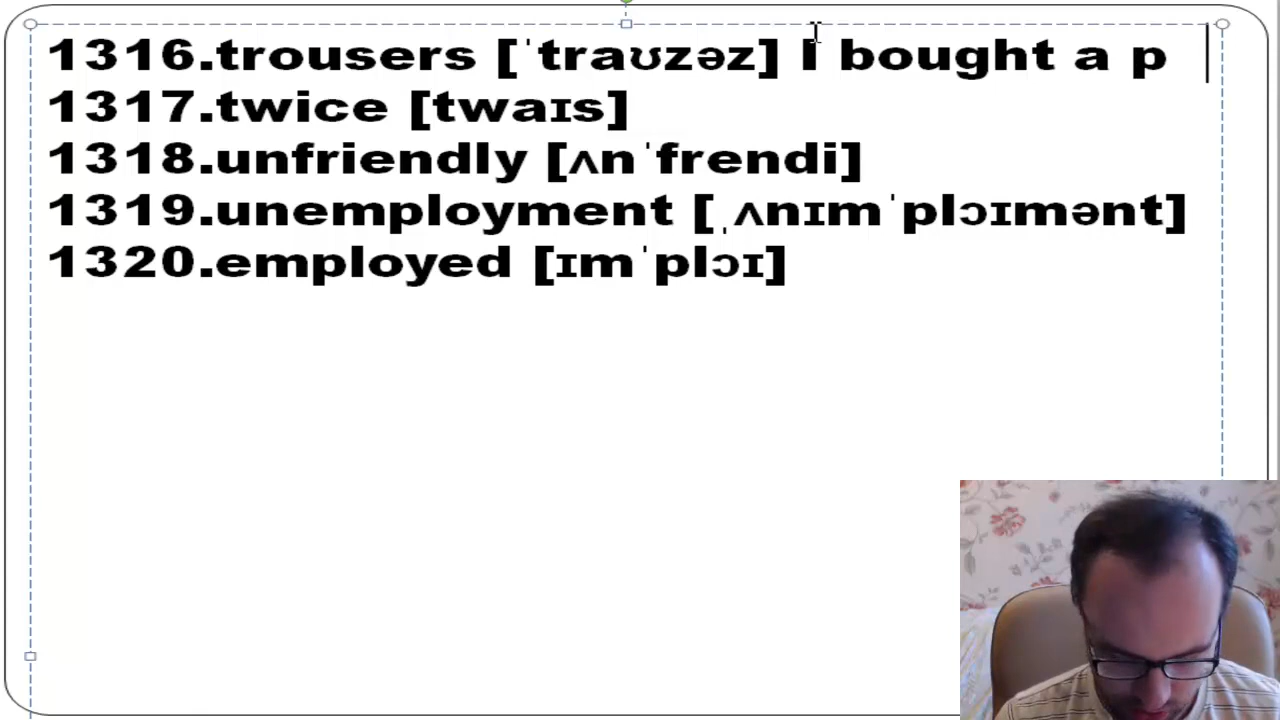 1316.trousers [ˈtraʊzəz] I bought a p
1317.twice [twaɪs]
1318.unfriendly [ʌnˈfrendi]
1319.unemployment [ˌʌnɪmˈplɔɪmənt]
1320.employed [ɪmˈplɔɪ]